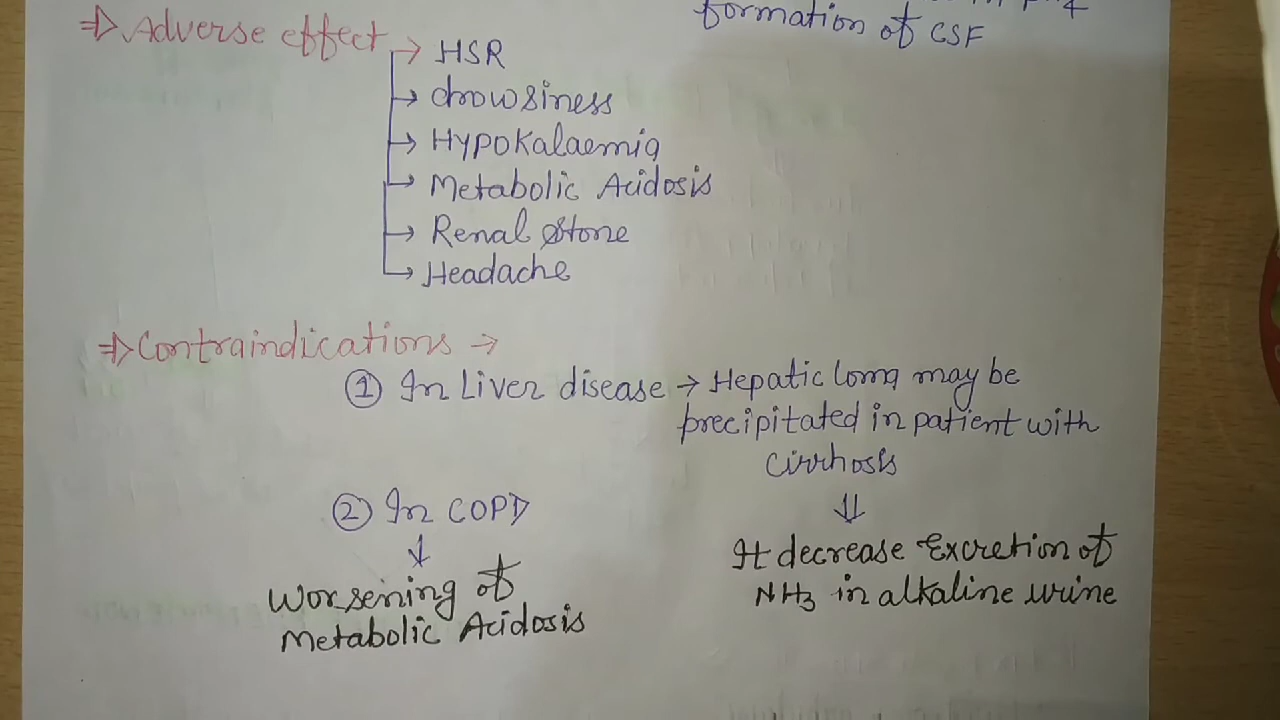 formation of CSF
⇒ Adverse effect → HSR
→ drowsiness
→ Hypokalaemia
→ Metabolic Acidosis
→ Renal stone
→ Headache
⇒ Contraindications →
① In Liver disease → Hepatic Coma may be
precipitated in patient with
cirrhosis
⇓
It decrease Excretion of
NH3 in alkaline urine
② In COPD
↓
Worsening of
Metabolic Acidosis